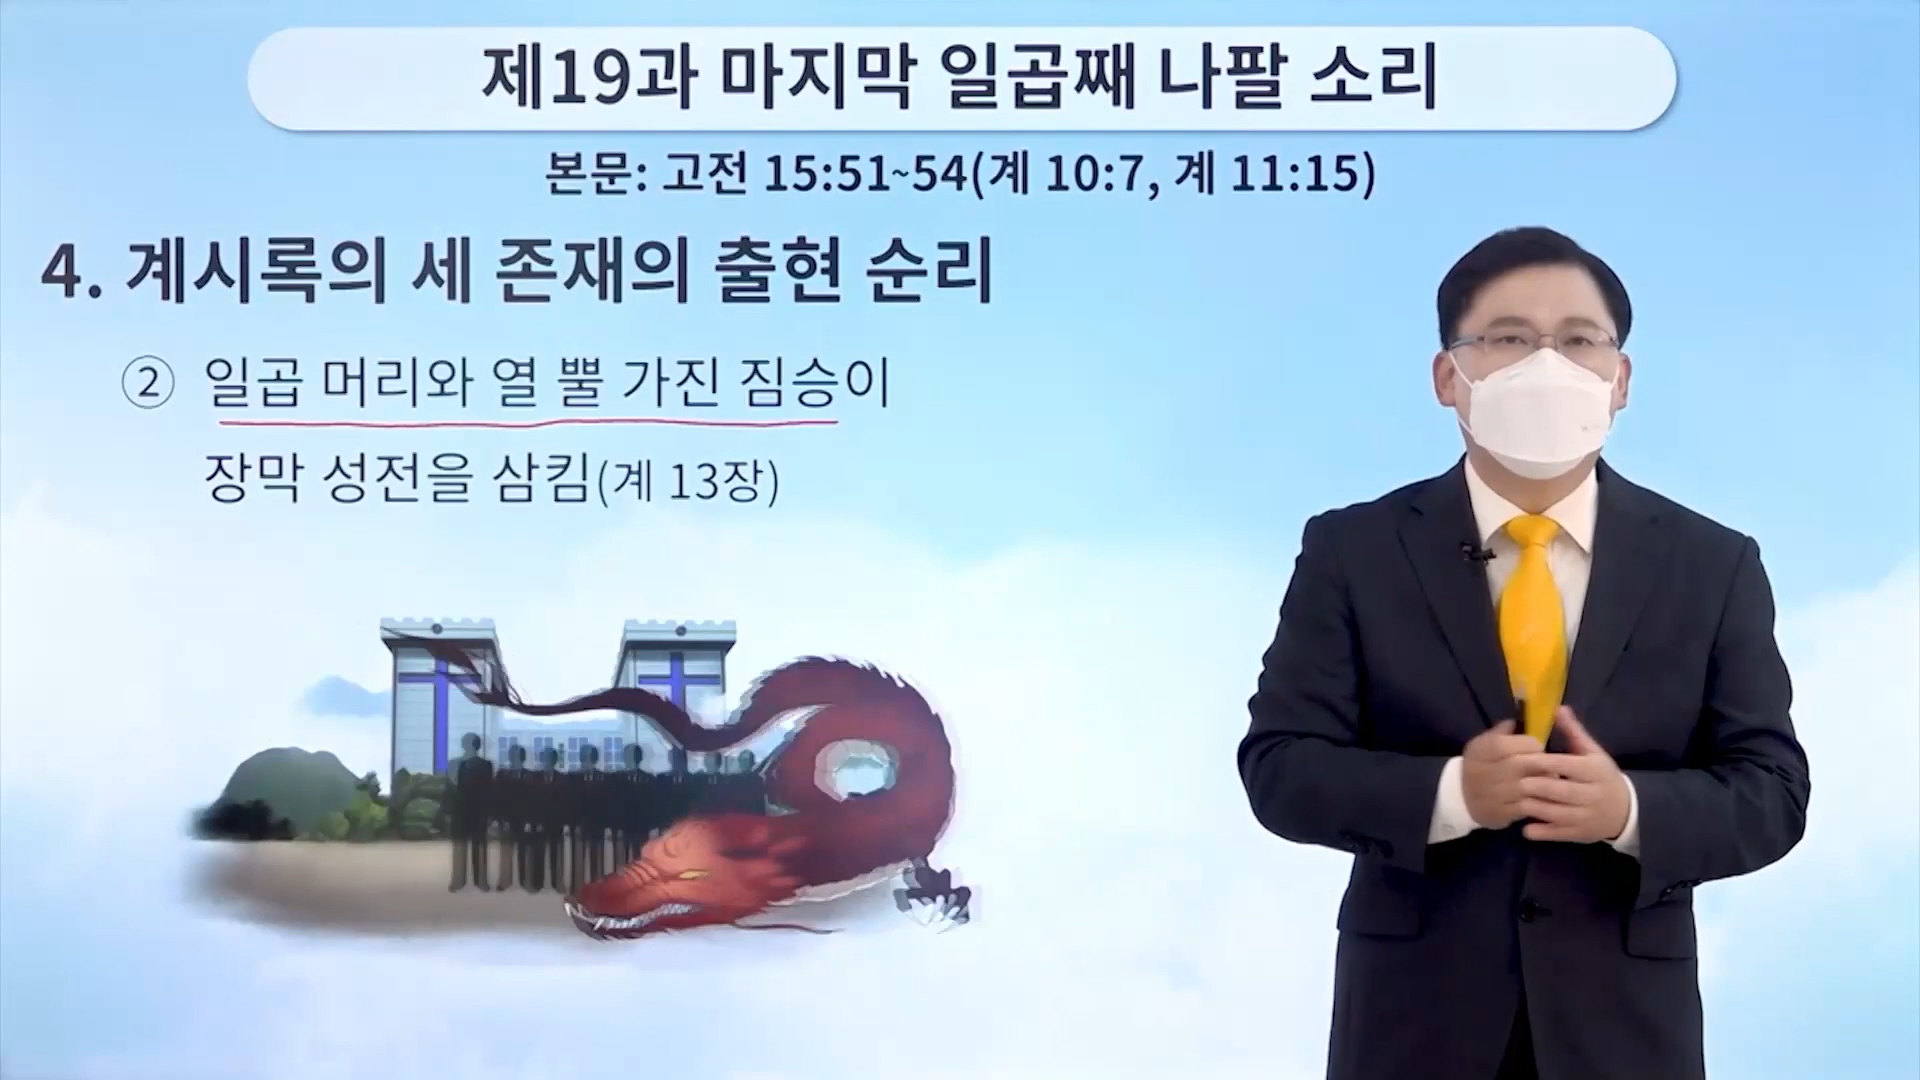 제19과 마지막 일곱째 나팔 소리
본문: 고전 15:51~54(계 10:7, 계 11:15)
4. 계시록의 세 존재의 출현 순리
② 일곱 머리와 열 뿔 가진 짐승이
장막 성전을 삼킴(계 13장)